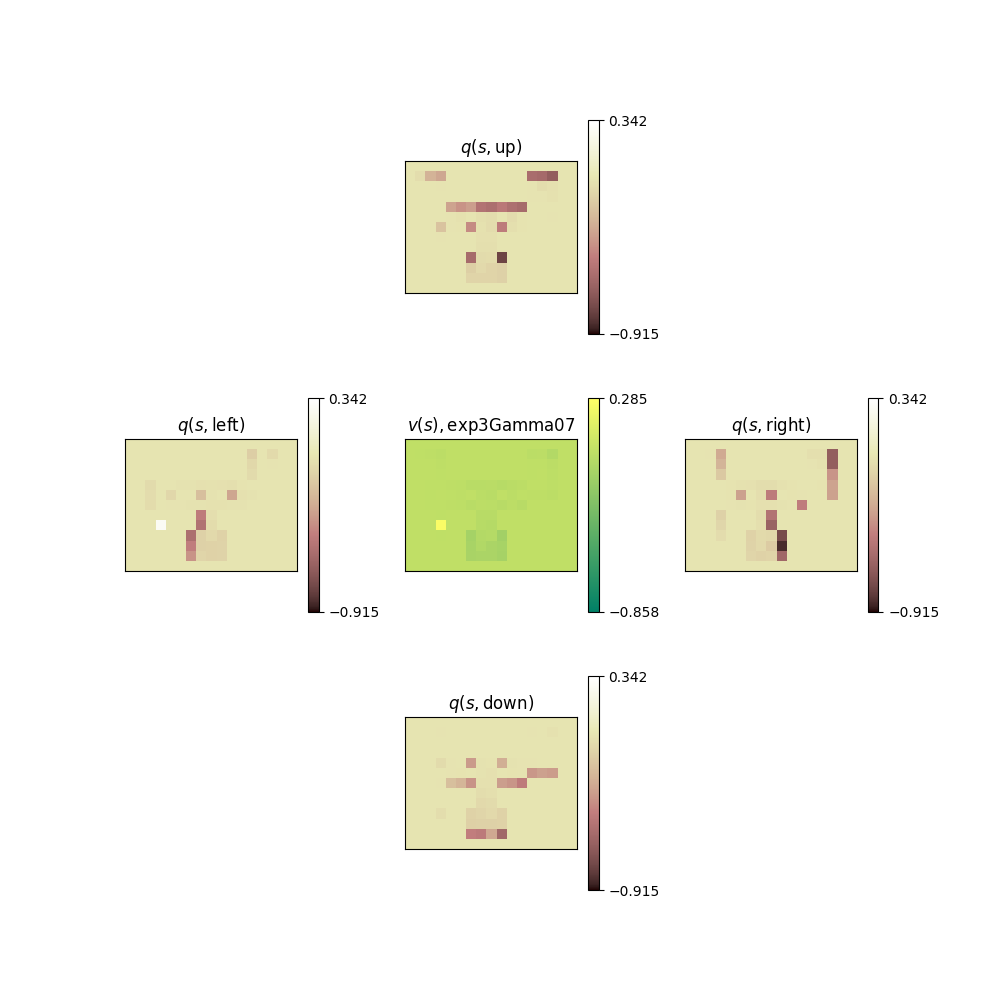 q(s, up)
0.342
−0.915
q(s, left)
0.342
−0.915
v(s), exp3Gamma07
0.285
−0.858
q(s, right)
0.342
−0.915
q(s, down)
0.342
−0.915